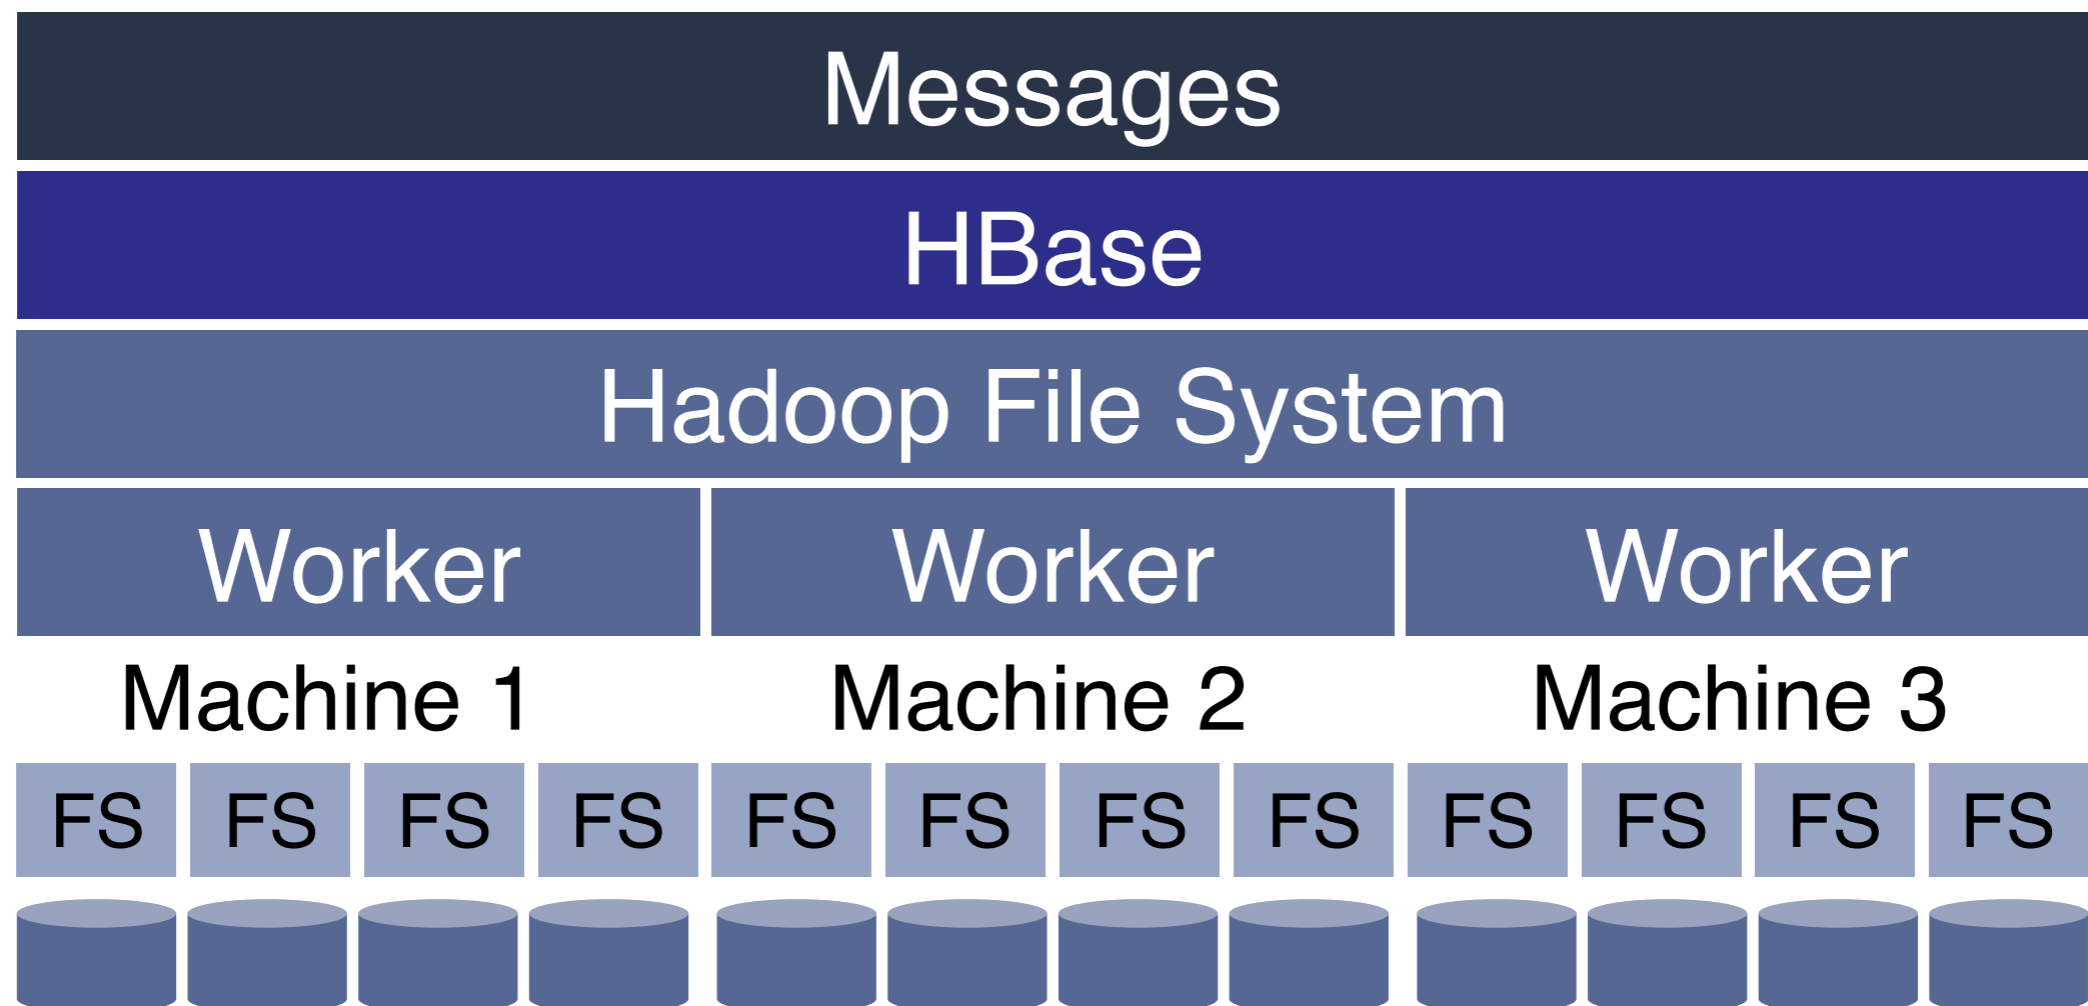 Messages
HBase
Hadoop File System
Worker Worker Worker
Machine 1 Machine 2 Machine 3
FS FS FS FS FS FS FS FS FS FS FS FS